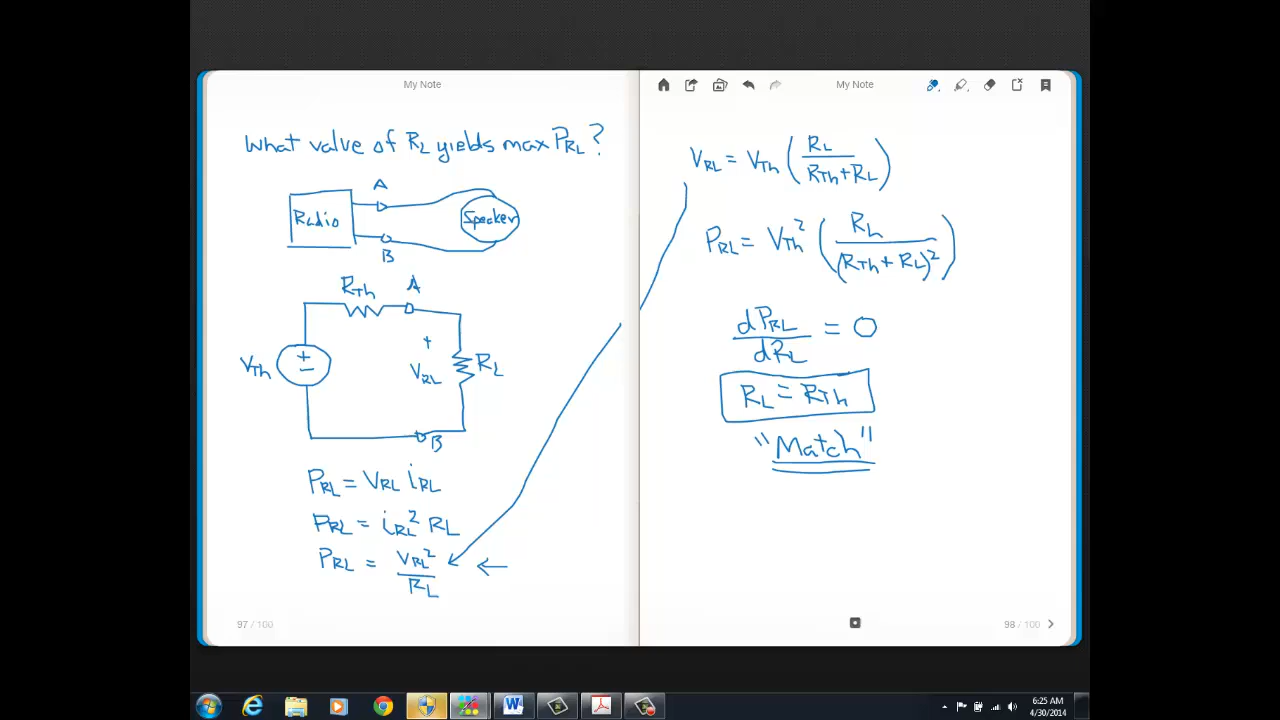 My Note
What value of RL yields max PRL?
A
Radio
Speaker
B
RTh
A
+
VTh
+
−
VRL
RL
B
PRL = VRL iRL
PRL = iRL² RL
PRL = VRL² / RL ←
97 / 100
My Note
VRL = VTh ( RL / RTh + RL )
PRL = VTh² ( RL / (RTh + RL)² )
dPRL / dRL = 0
RL = RTh
"Match"
98 / 100
6:25 AM
4/30/2014